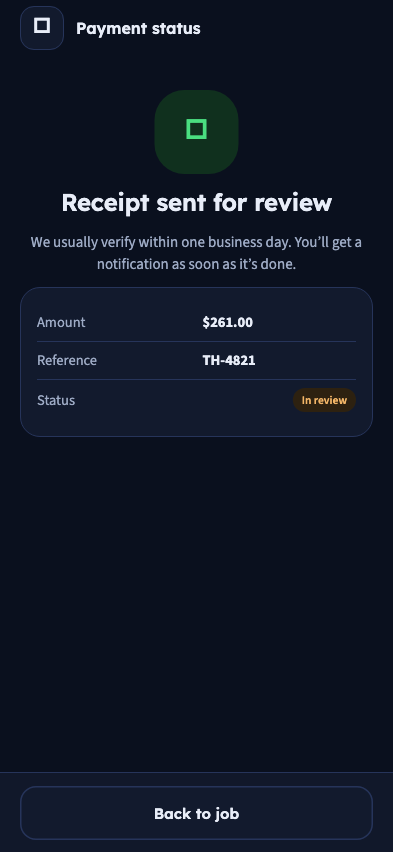 Payment status
Receipt sent for review
We usually verify within one business day. You’ll get a
notification as soon as it’s done.
Amount $261.00
Reference TH-4821
Status In review
Back to job